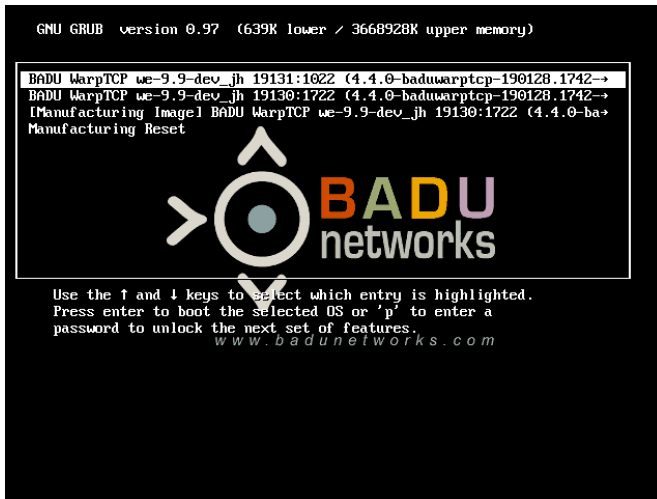 GNU GRUB version 0.97 (639K lower / 3668928K upper memory)
BADU WarpTCP we-9.9-dev_jh 19131:1022 (4.4.0-baduwarptcp-190128.1742-→
BADU WarpTCP we-9.9-dev_jh 19130:1722 (4.4.0-baduwarptcp-190128.1742-→
[Manufacturing Image] BADU WarpTCP we-9.9-dev_jh 19130:1722 (4.4.0-ba→
Manufacturing Reset
BADU
networks
Use the ↑ and ↓ keys to select which entry is highlighted.
Press enter to boot the selected OS or 'p' to enter a
password to unlock the next set of features.
www.badunetworks.com